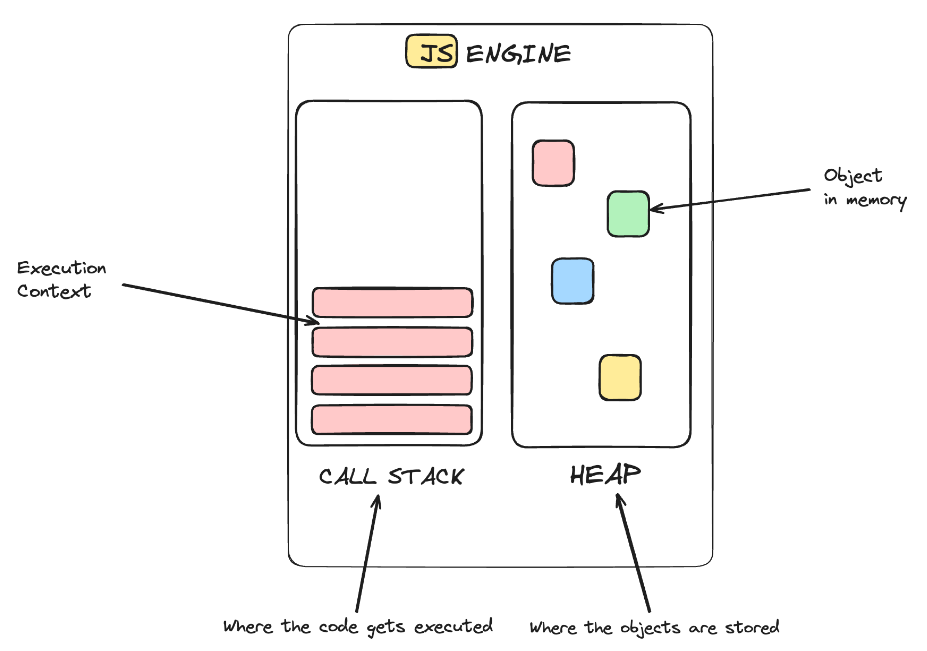 JS ENGINE
Object
in memory
Execution
Context
CALL STACK
HEAP
Where the code gets executed
Where the objects are stored